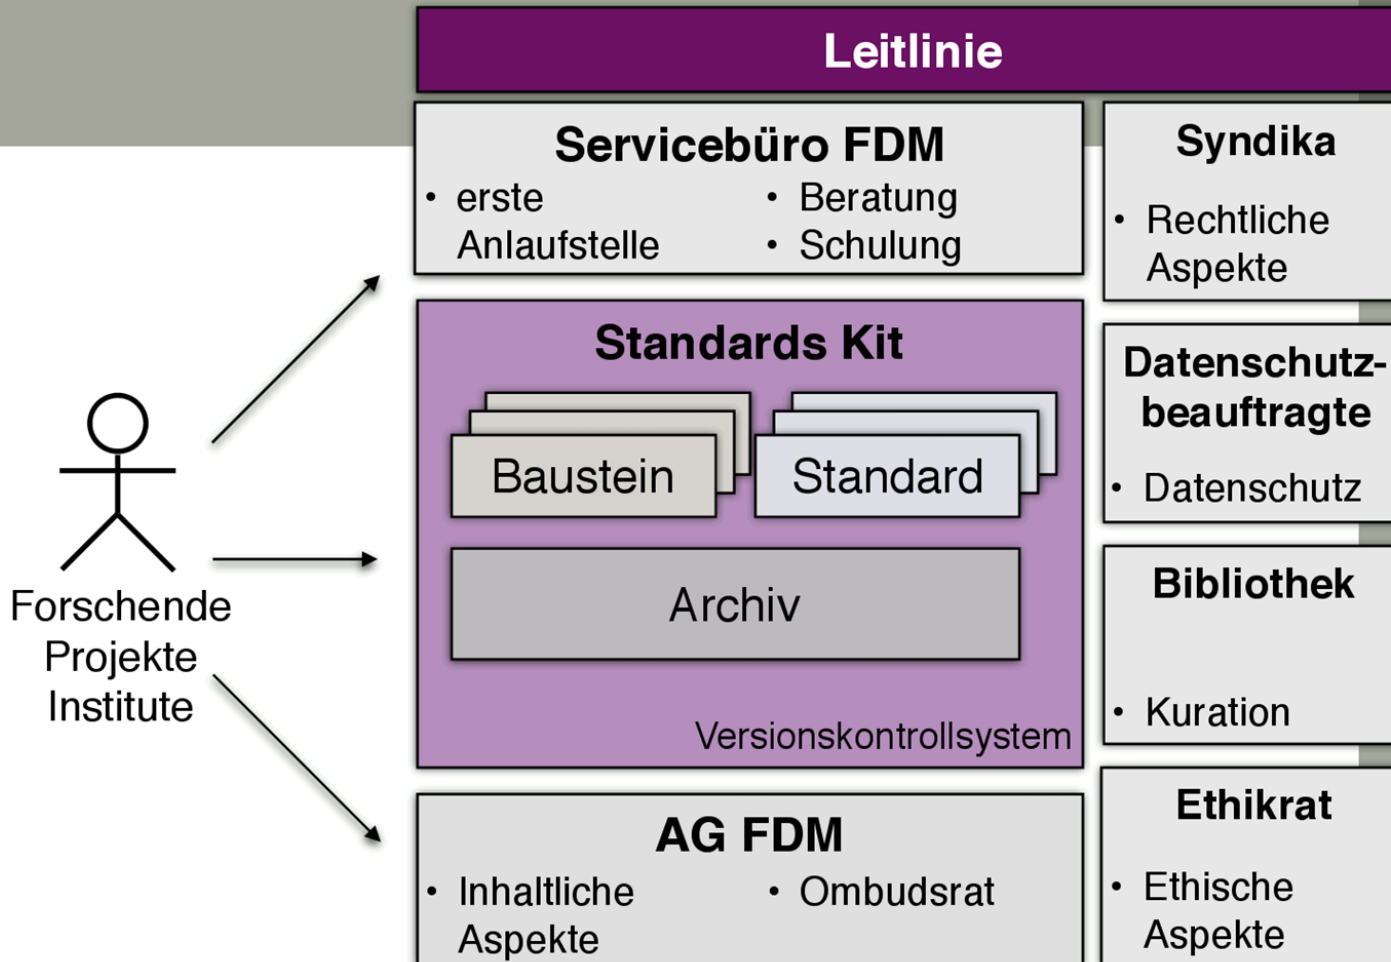 Leitlinie
Servicebüro FDM
• erste
Anlaufstelle
• Beratung
• Schulung
Syndika
• Rechtliche
Aspekte
Standards Kit
Baustein
Standard
Archiv
Versionskontrollsystem
Datenschutz-
beauftragte
• Datenschutz
Bibliothek
• Kuration
Forschende
Projekte
Institute
AG FDM
• Inhaltliche
Aspekte
• Ombudsrat
Ethikrat
• Ethische
Aspekte